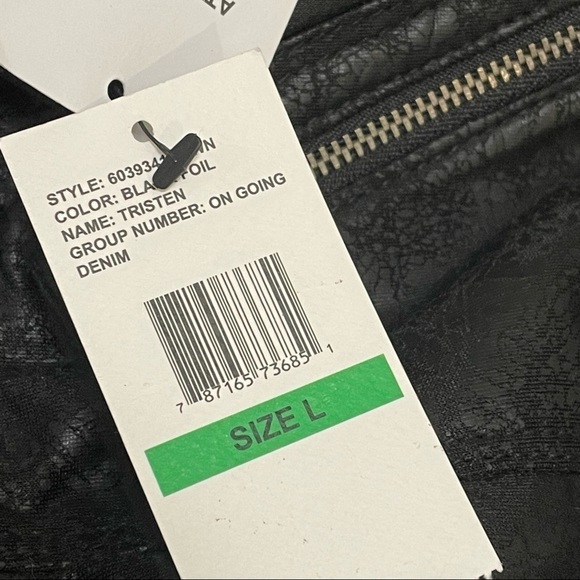 STYLE:
COLOR: FOIL
NAME: TRISTEN
GROUP NUMBER: ON GOING
DENIM
7 87165 73685 1
SIZE L